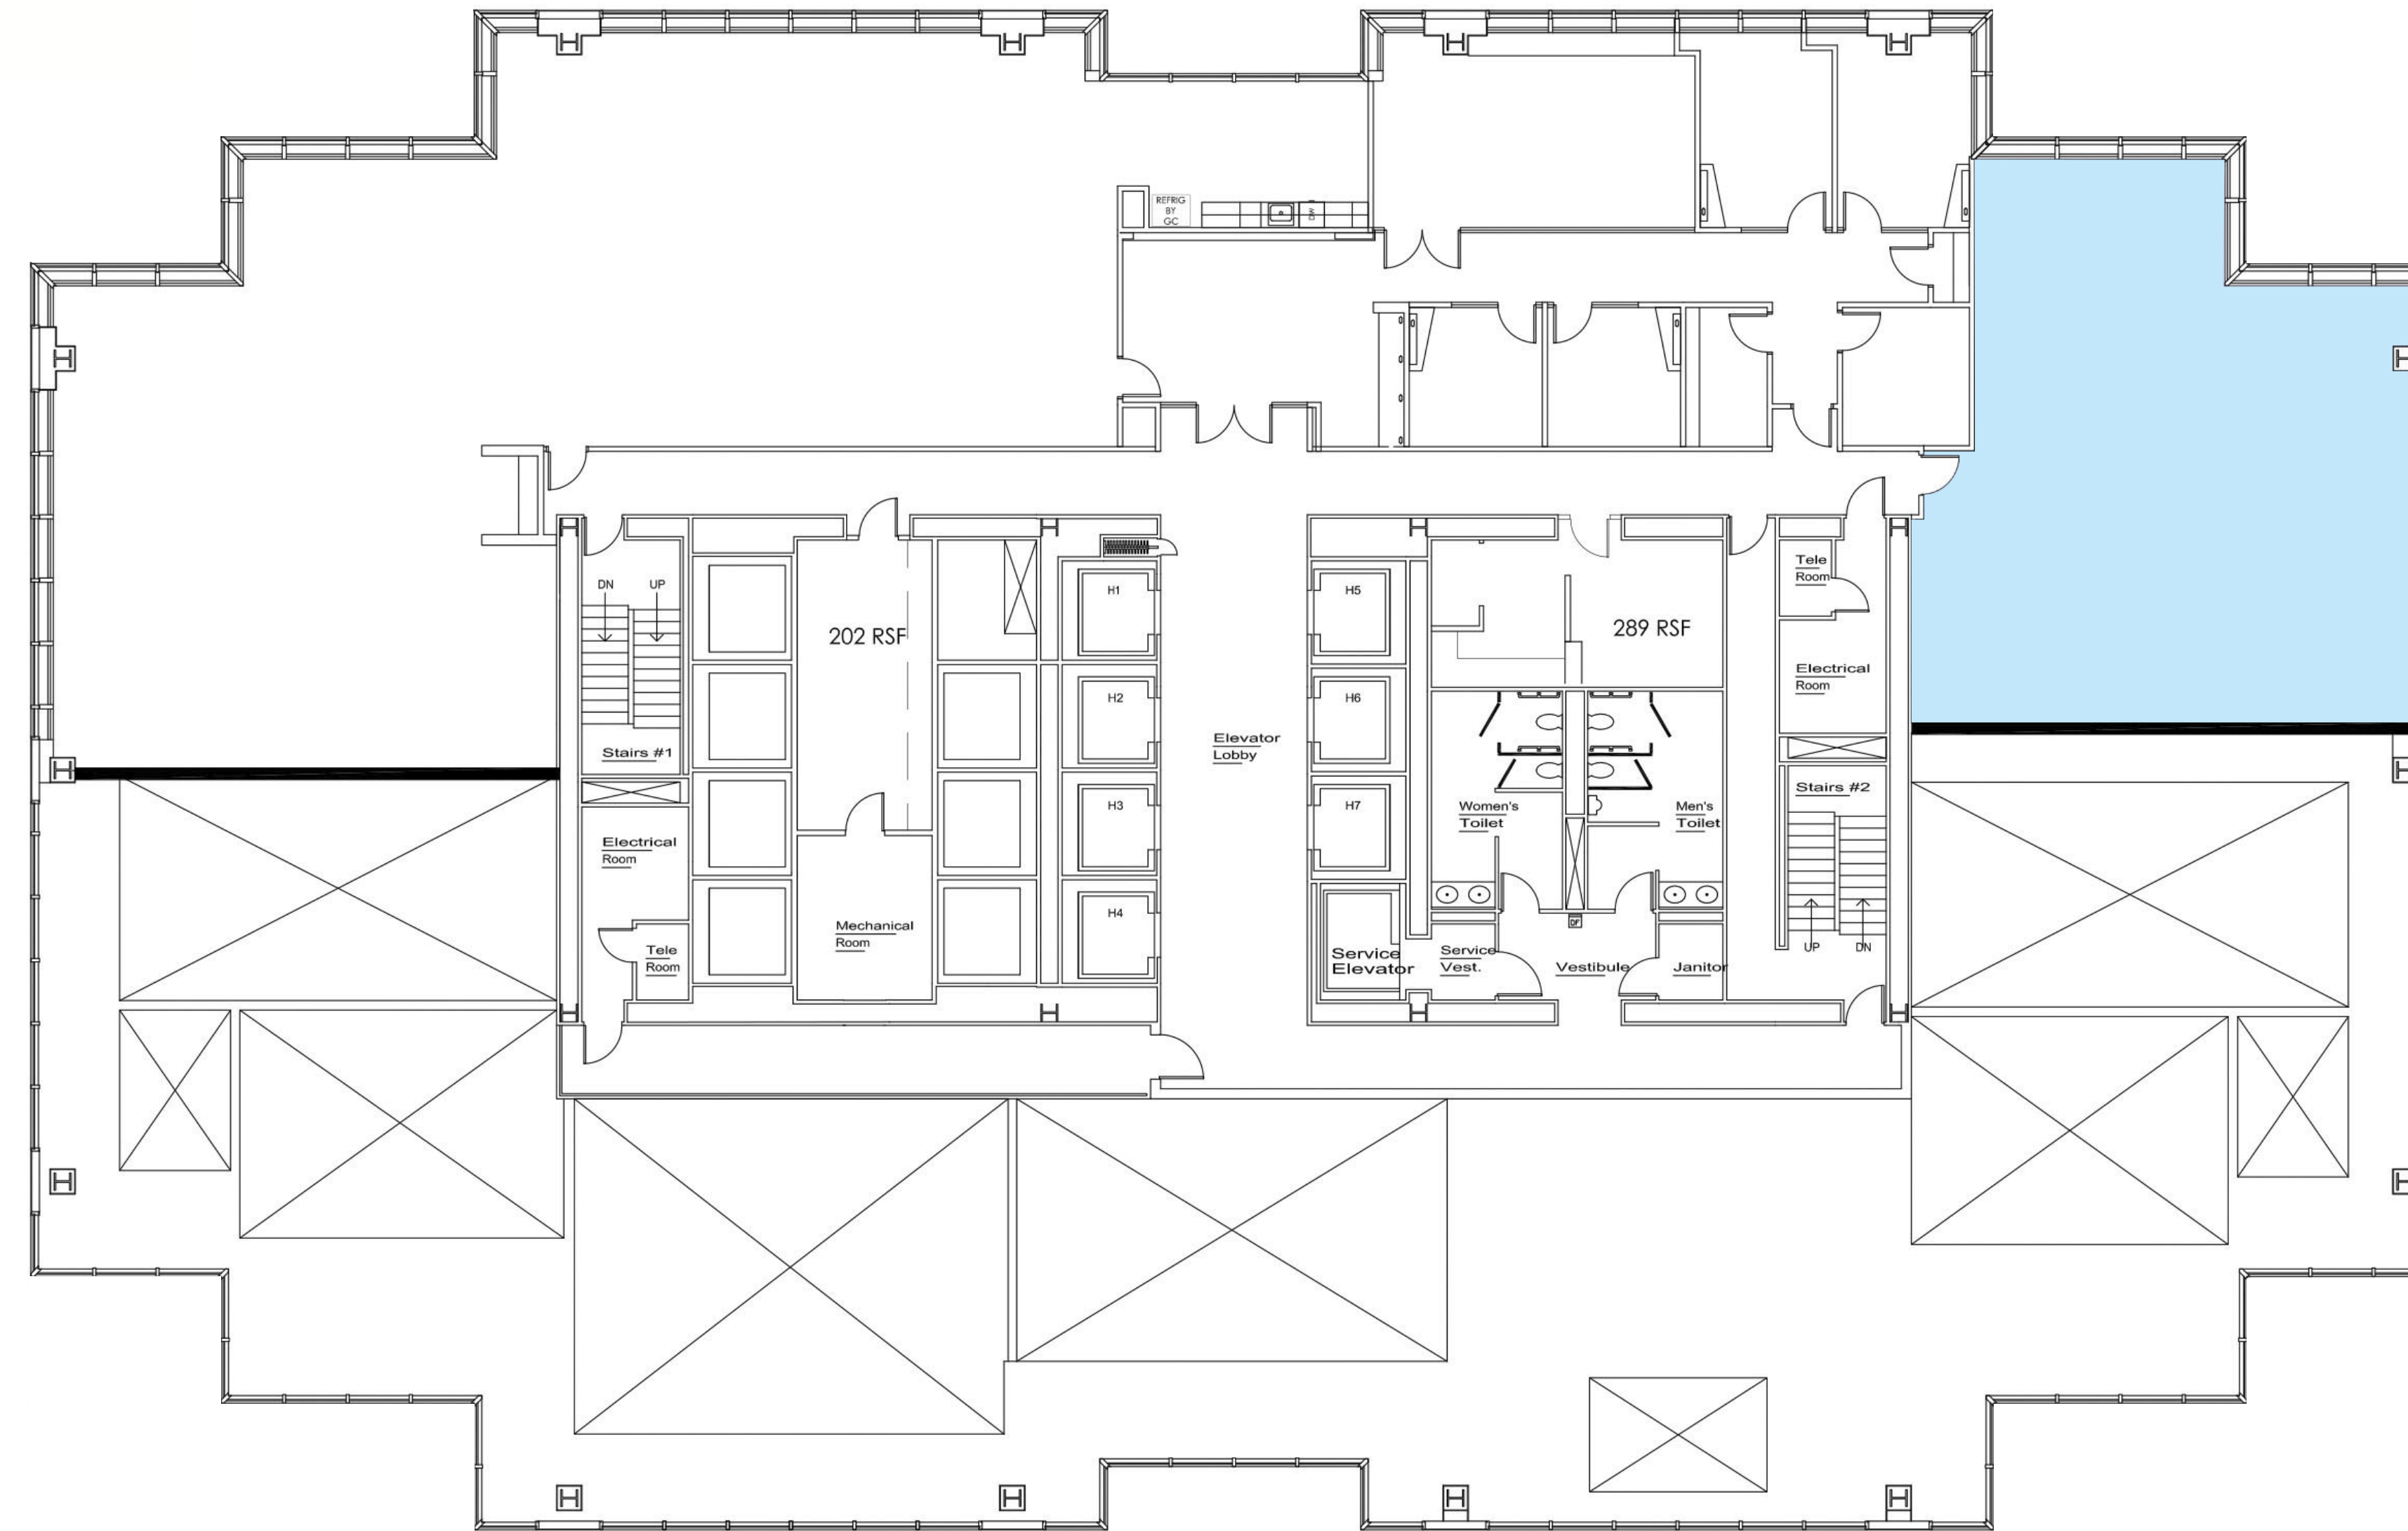 REFRIG
BY
GC
DW
DN
UP
Stairs #1
202 RSF
H1
H2
H3
H4
Elevator
Lobby
H5
H6
H7
289 RSF
Tele
Room
Electrical
Room
Stairs #2
UP
DN
Women's
Toilet
Men's
Toilet
Electrical
Room
Tele
Room
Mechanical
Room
Service
Elevator
Service
Vest.
DF
Vestibule
Janitor